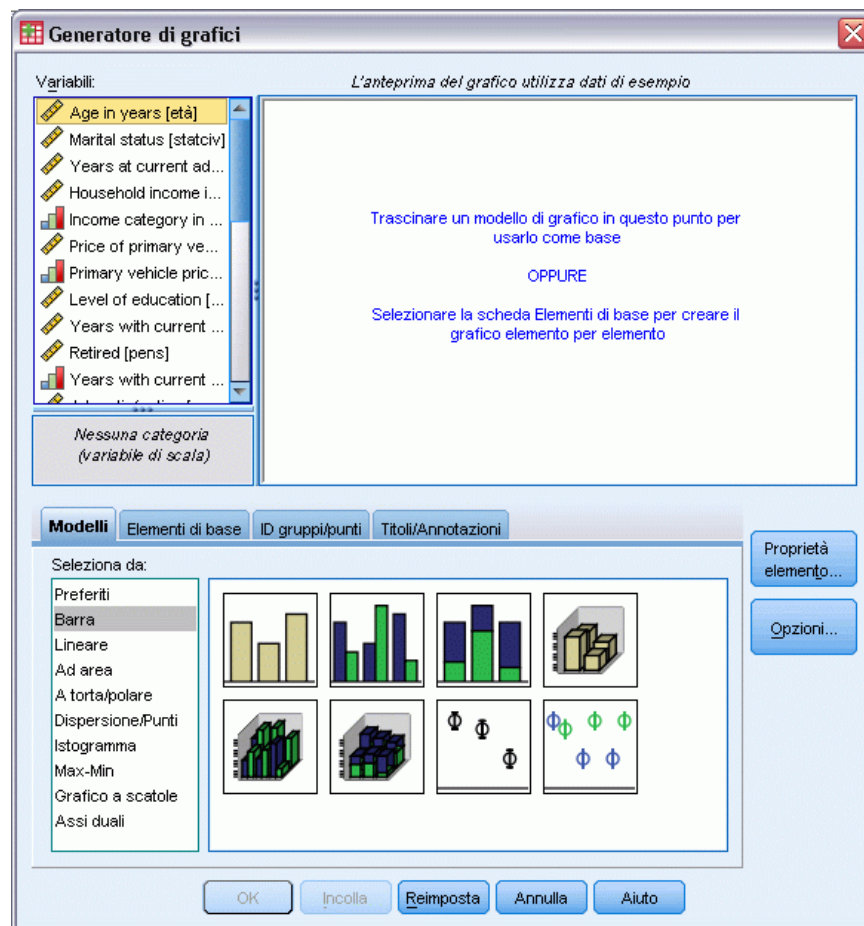 Generatore di grafici
Variabili:
L'anteprima del grafico utilizza dati di esempio
Age in years [età]
Marital status [statciv]
Years at current ad...
Household income i...
Income category in ...
Price of primary ve...
Primary vehicle pric...
Level of education [...
Years with current ...
Retired [pens]
Years with current ...
Trascinare un modello di grafico in questo punto per
usarlo come base
OPPURE
Selezionare la scheda Elementi di base per creare il
grafico elemento per elemento
Nessuna categoria
(variabile di scala)
Modelli
Elementi di base
ID gruppi/punti
Titoli/Annotazioni
Seleziona da:
Preferiti
Barra
Lineare
Ad area
A torta/polare
Dispersione/Punti
Istogramma
Max-Min
Grafico a scatole
Assi duali
Proprietà
elemento...
Opzioni...
OK
Incolla
Reimposta
Annulla
Aiuto